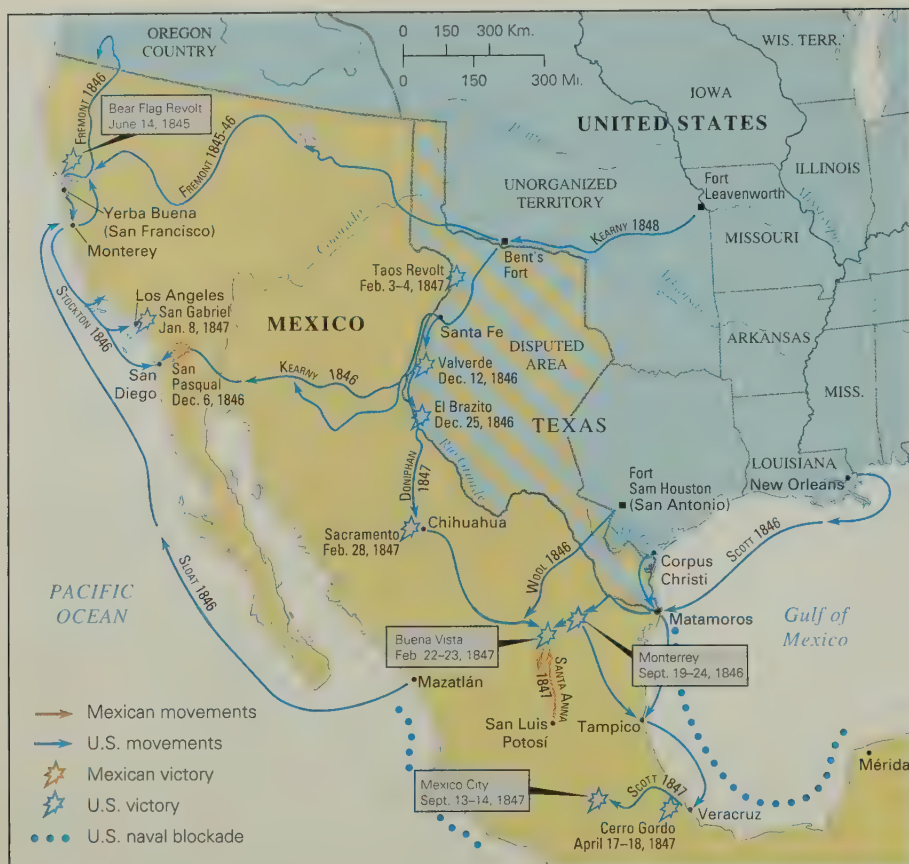 OREGON
COUNTRY
0 150 300 Km.
0 150 300 Mi.
WIS. TERR.
IOWA
UNITED STATES
ILLINOIS
FREMONT 1846
Bear Flag Revolt
June 14, 1845
FREMONT 1845-46
UNORGANIZED
TERRITORY
Fort
Leavenworth
KEARNY 1848
MISSOURI
Yerba Buena
(San Francisco)
Monterey
Bent's
Fort
Taos Revolt
Feb. 3–4, 1847
Colorado
STOCKTON 1846
Los Angeles
San Gabriel
Jan. 8, 1847
MEXICO
Santa Fe
DISPUTED
AREA
ARKANSAS
Valverde
Dec. 12, 1846
San
Diego
San
Pasqual
Dec. 6, 1846
KEARNY 1846
El Brazito
Dec. 25, 1846
TEXAS
MISS.
Rio Grande
DONIPHAN
1847
LOUISIANA
New Orleans
Fort
Sam Houston
(San Antonio)
Sacramento
Feb. 28, 1847
Chihuahua
WOOL 1846
SCOTT 1846
Corpus
Christi
SLOAT 1846
PACIFIC
OCEAN
Matamoros
Gulf of
Mexico
Buena Vista
Feb 22–23, 1847
Monterrey
Sept. 19–24, 1846
SANTA ANNA
1847
Mazatlán
San Luis
Potosí
Tampico
Mexican movements
U.S. movements
Mexican victory
U.S. victory
U.S. naval blockade
Mérida
Mexico City
Sept. 13–14, 1847
SCOTT 1847
Veracruz
Cerro Gordo
April 17–18, 1847